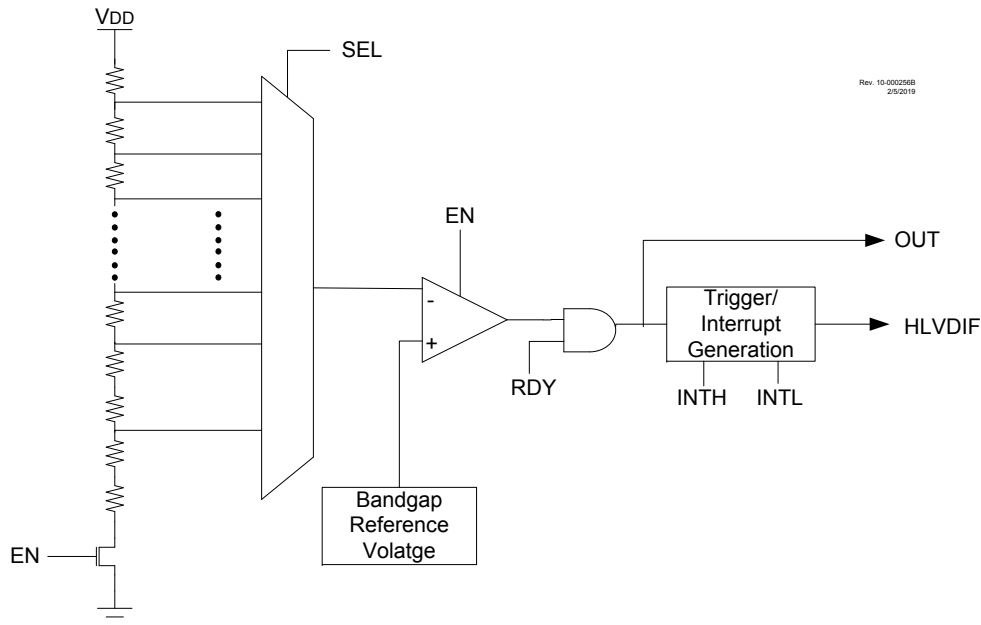 VDD
SEL
Rev. 10-000256B
2/5/2019
EN
OUT
-
+
Trigger/
Interrupt
Generation
HLVDIF
RDY
INTH
INTL
Bandgap
Reference
Volatge
EN